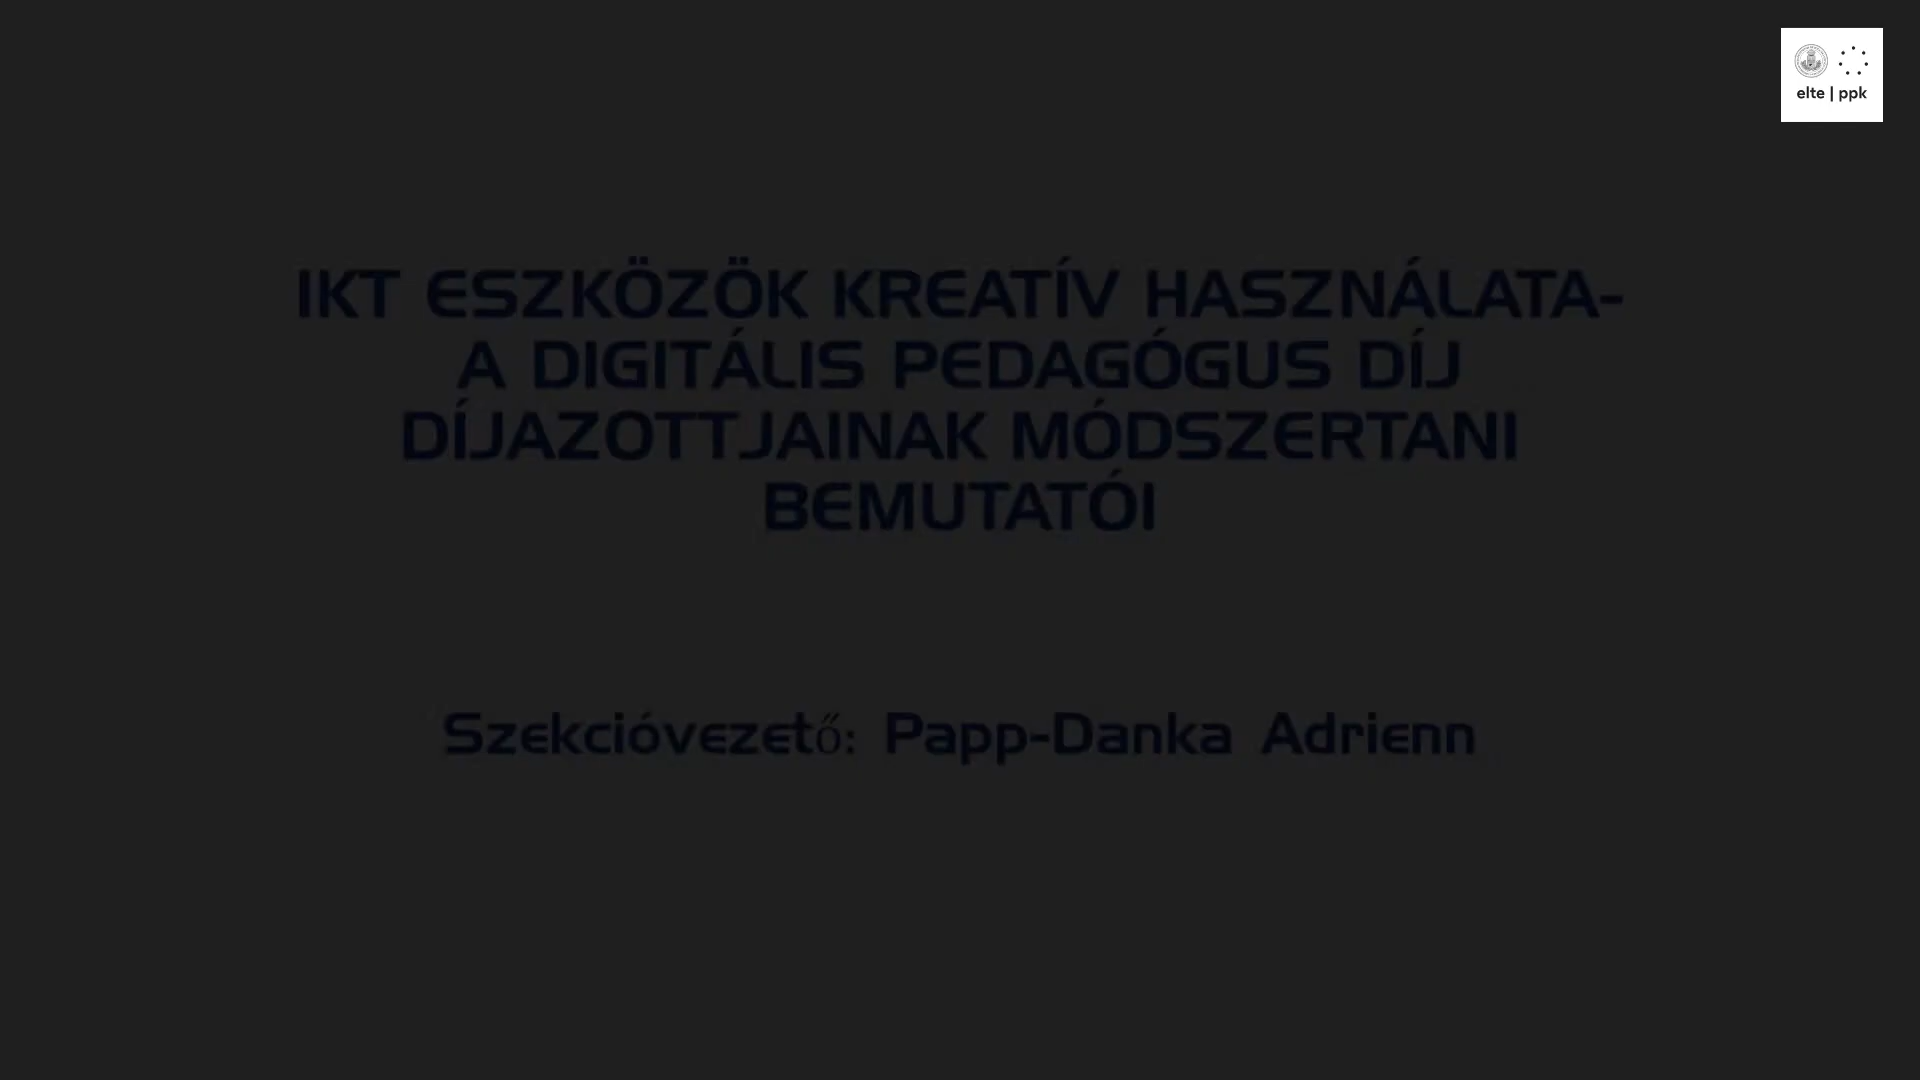 elte | ppk
IKT ESZKÖZÖK KREATÍV HASZNÁLATA-
A DIGITÁLIS PEDAGÓGUS DÍJ
DÍJAZOTTJAINAK MÓDSZERTANI
BEMUTATÓI
Szekcióvezető: Papp-Danka Adrienn